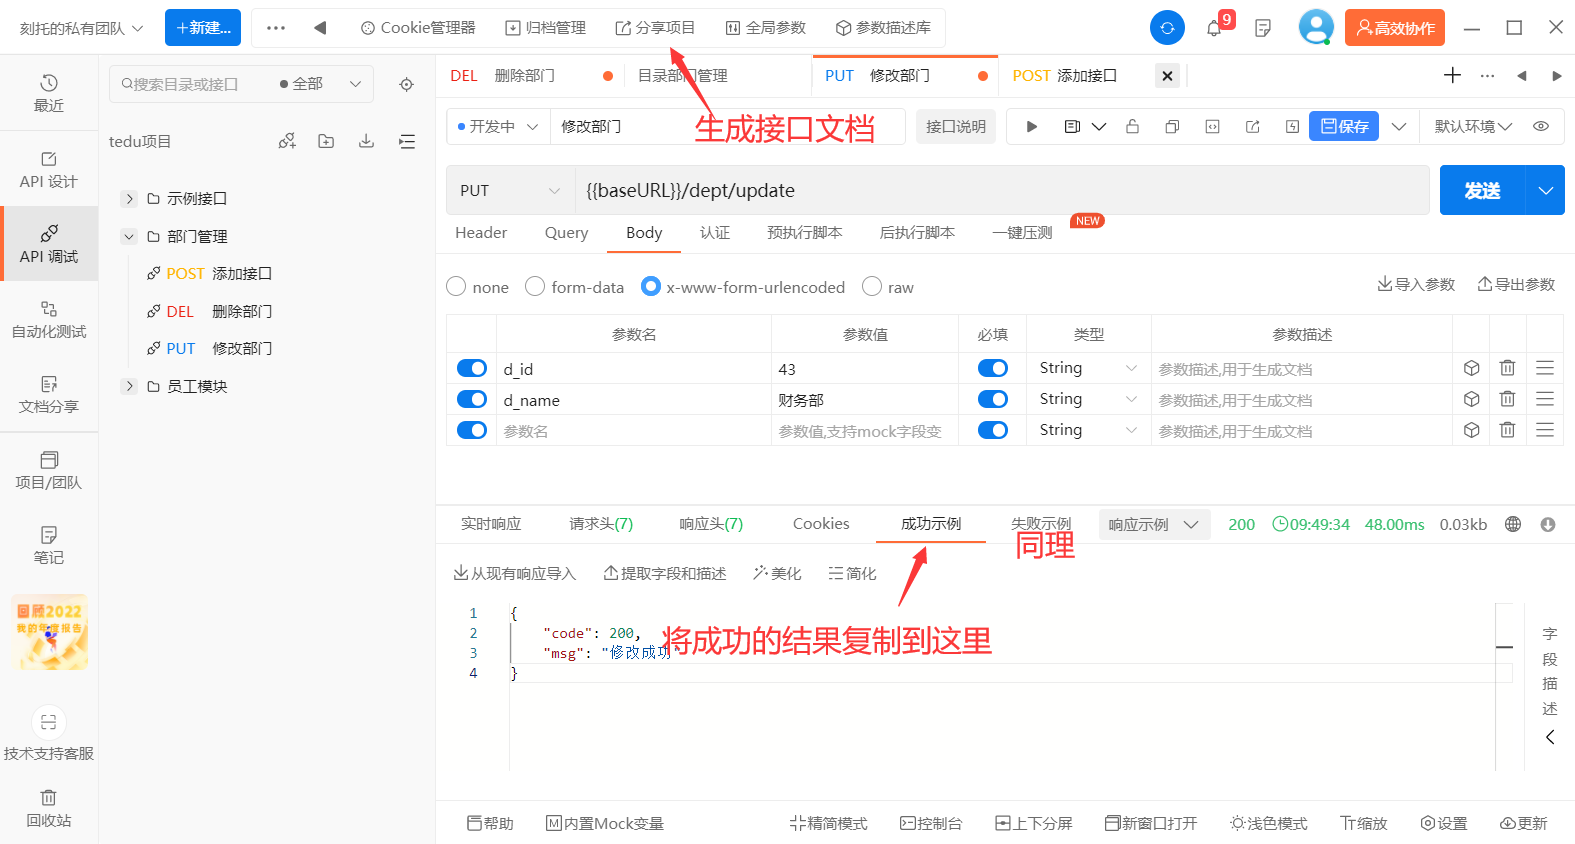 刻托的私有团队
+新建...
Cookie管理器
归档管理
分享项目
全局参数
参数描述库
9
高效协作
最近
API 设计
API 调试
自动化测试
文档分享
项目/团队
笔记
回顾2022
我的年度报告
技术支持客服
回收站
搜索目录或接口
全部
tedu项目
示例接口
部门管理
POST 添加接口
DEL 删除部门
PUT 修改部门
员工模块
DEL 删除部门
目录部门管理
PUT 修改部门
POST 添加接口
开发中
修改部门
生成接口文档
接口说明
保存
默认环境
PUT
{{baseURL}}/dept/update
发送
Header
Query
Body
认证
预执行脚本
后执行脚本
一键压测
NEW
none
form-data
x-www-form-urlencoded
raw
导入参数
导出参数
参数名 参数值 必填 类型 参数描述
d_id 43 String 参数描述,用于生成文档
d_name 财务部 String 参数描述,用于生成文档
参数名 参数值,支持mock字段变 String 参数描述,用于生成文档
实时响应
请求头(7)
响应头(7)
Cookies
成功示例
失败示例
响应示例
200
09:49:34
48.00ms
0.03kb
同理
从现有响应导入
提取字段和描述
美化
简化
1 {
2 "code": 200,
3 "msg": "修改成功"
4 }
将成功的结果复制到这里
字段描述
帮助
内置Mock变量
精简模式
控制台
上下分屏
新窗口打开
浅色模式
Tr缩放
设置
更新